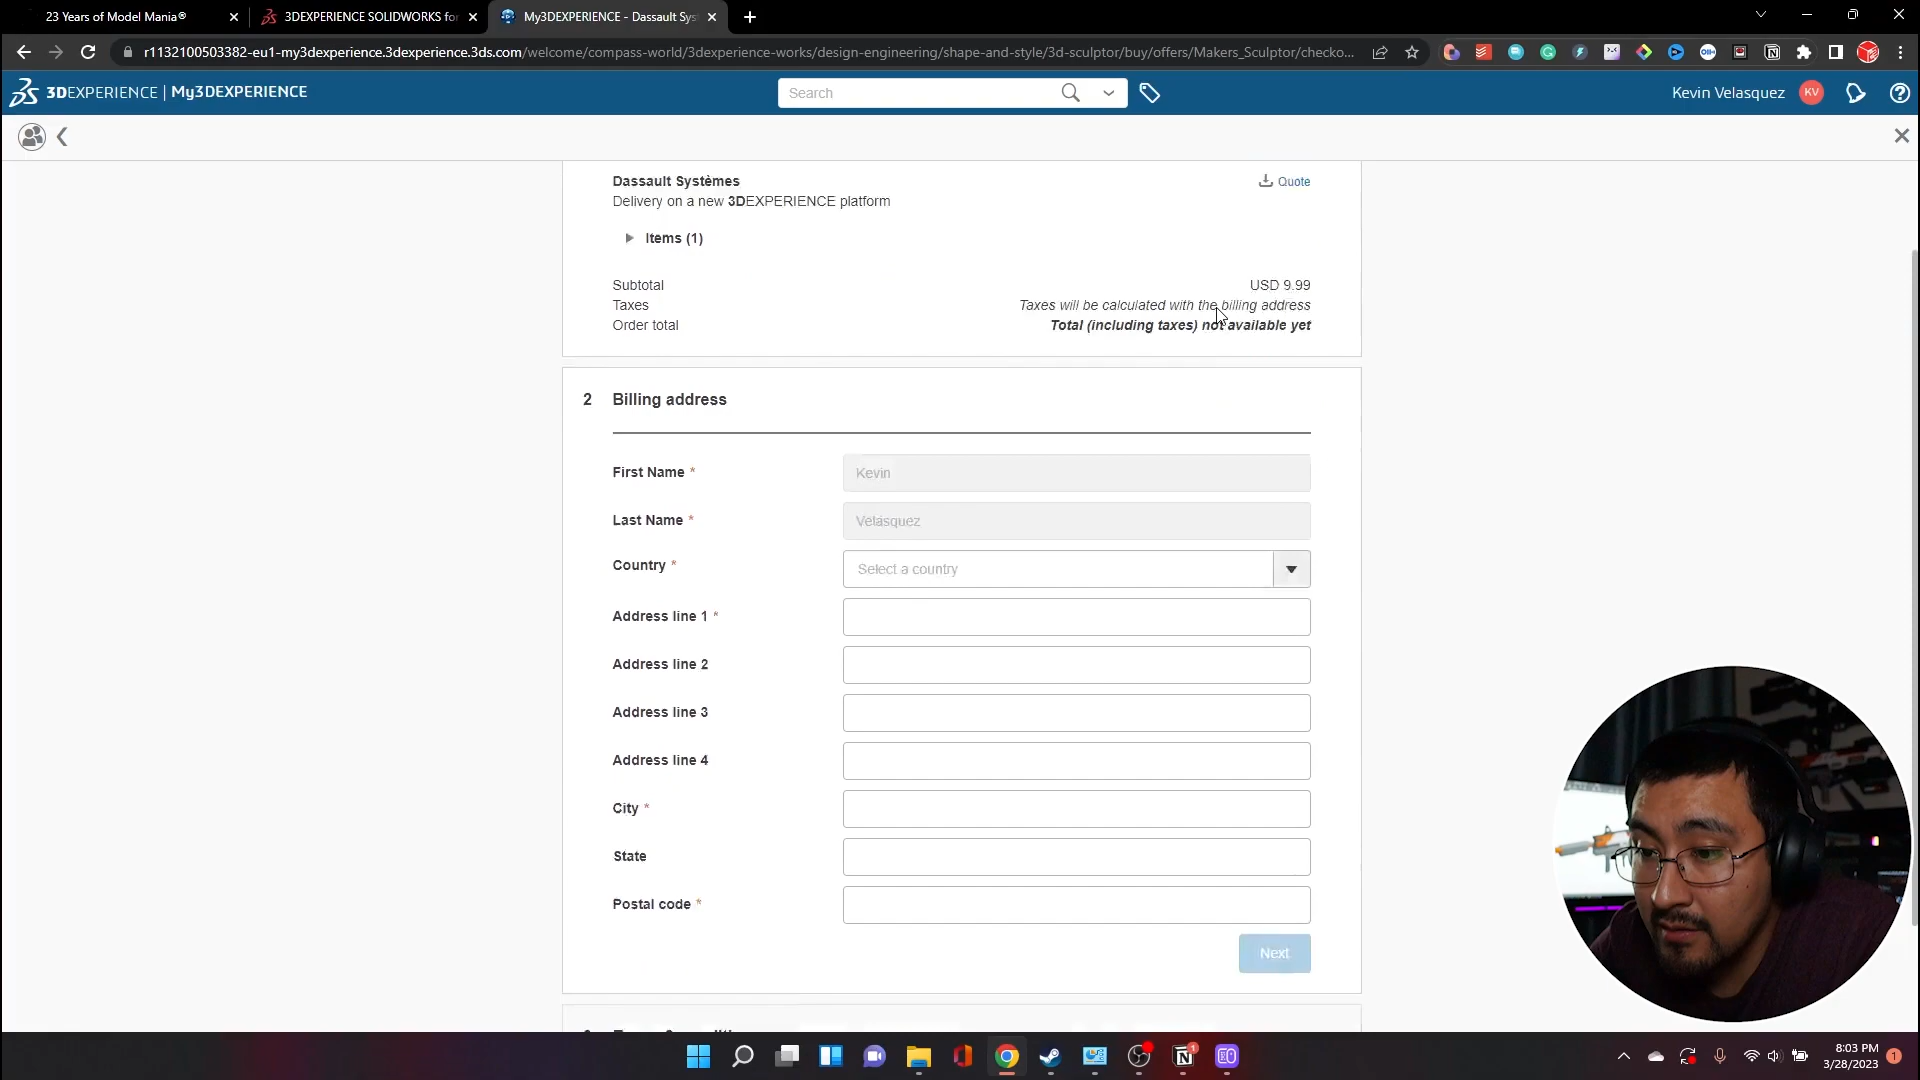 23 Years of Model Mania®
3DEXPERIENCE SOLIDWORKS for
My3DEXPERIENCE - Dassault Sys
r1132100503382-eu1-my3dexperience.3dexperience.3ds.com/welcome/compass-world/3dexperience-works/design-engineering/shape-and-style/3d-sculptor/buy/offers/Makers_Sculptor/checko...
3DEXPERIENCE | My3DEXPERIENCE
Search
Kevin Velasquez
KV
Dassault Systèmes
Quote
Delivery on a new 3DEXPERIENCE platform
Items (1)
Subtotal
USD 9.99
Taxes
Taxes will be calculated with the billing address
Order total
Total (including taxes) not available yet
2 Billing address
First Name *
Kevin
Last Name *
Velasquez
Country *
Select a country
Address line 1 *
Address line 2
Address line 3
Address line 4
City *
State
Postal code *
Next
8:03 PM
3/28/2023
1